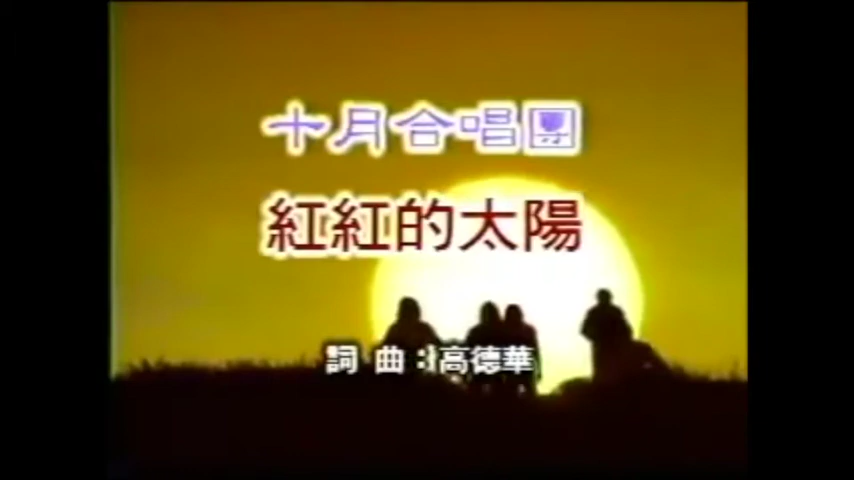 十月合唱團
紅紅的太陽
詞 曲：高德華